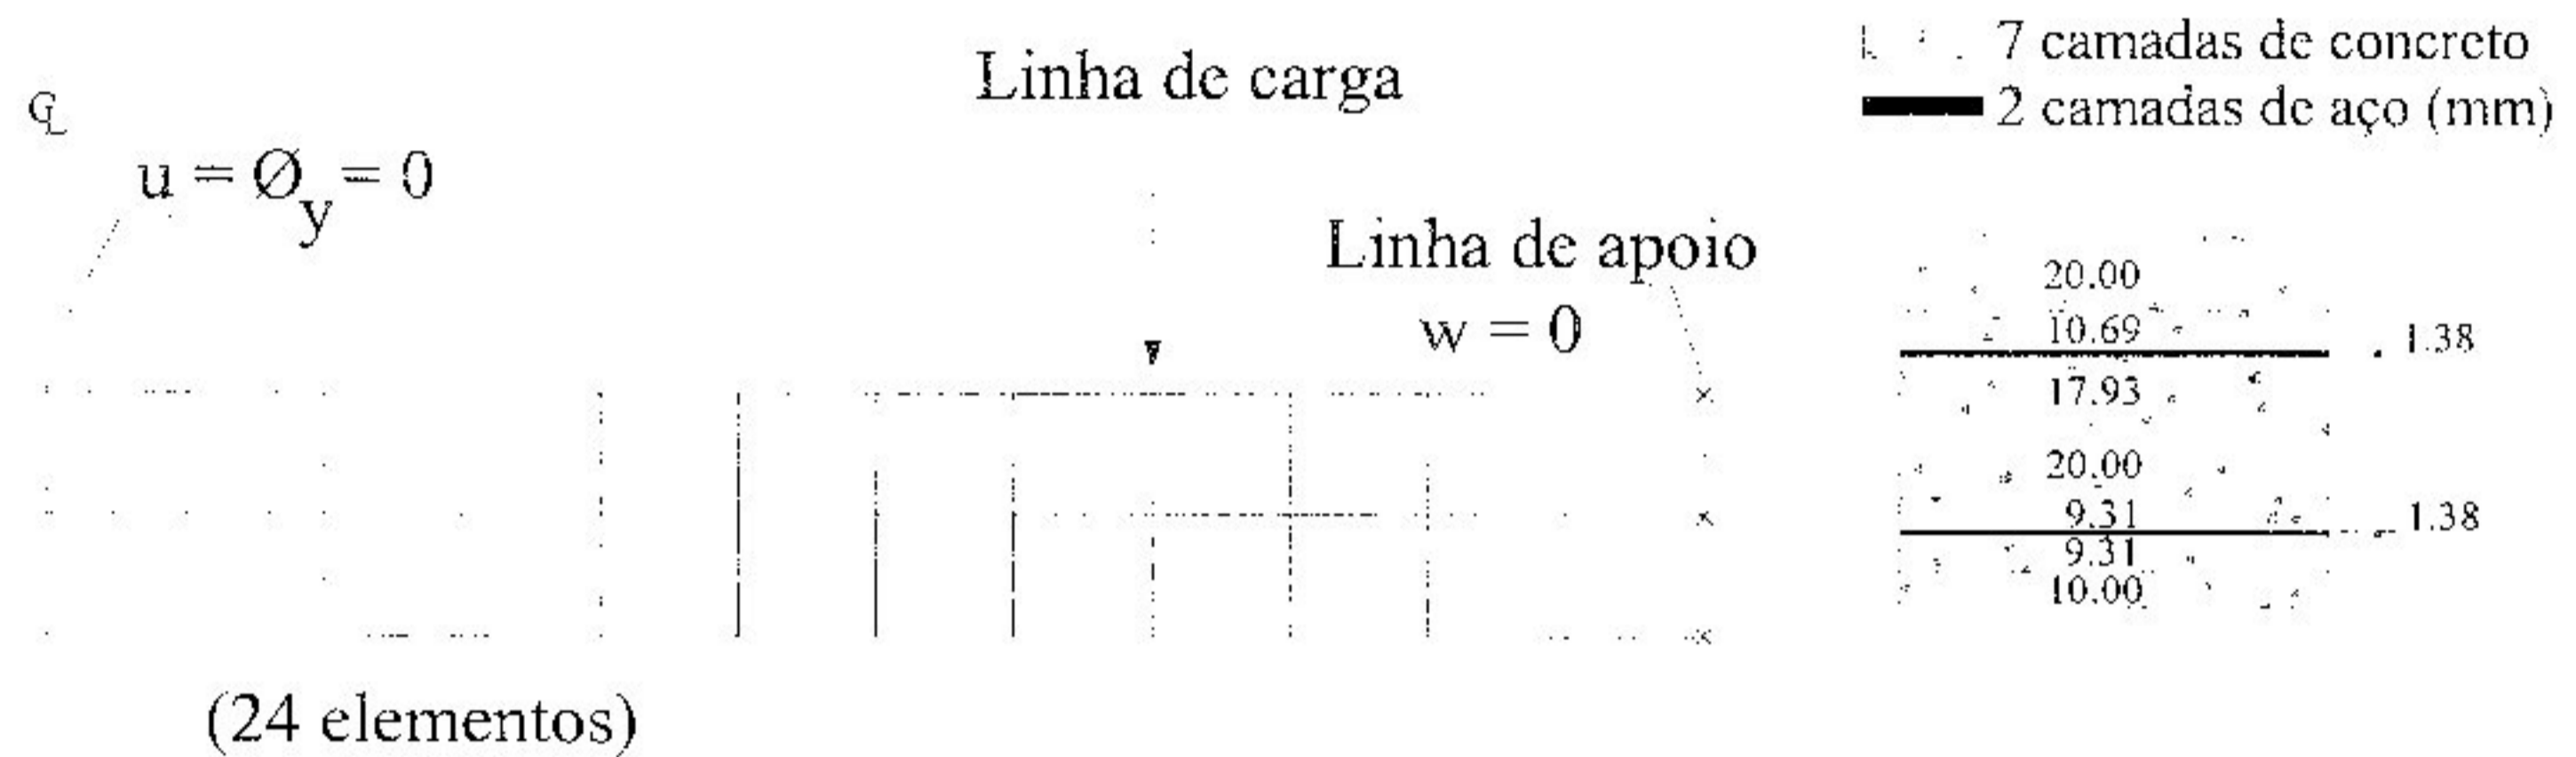 Linha de carga
7 camadas de concreto
2 camadas de aço (mm)
℄
u = Ø_y = 0
Linha de apoio
w = 0
20.00
10.69
1.38
17.93
20.00
9.31
1.38
9.31
10.00
(24 elementos)